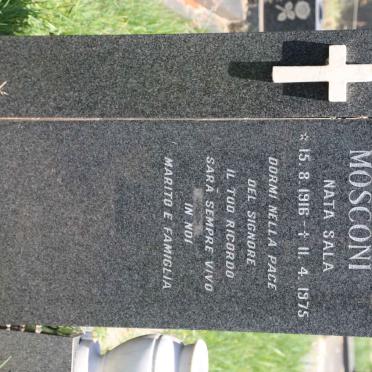 MOSCONI
NATA SALA
☆ 15. 8. 1916 - ✝ 11. 4. 1975
DORMI NELLA PACE
DEL SIGNORE
IL TUO RICORDO
SARÀ SEMPRE VIVO
IN NOI
MARITO E FAMIGLIA